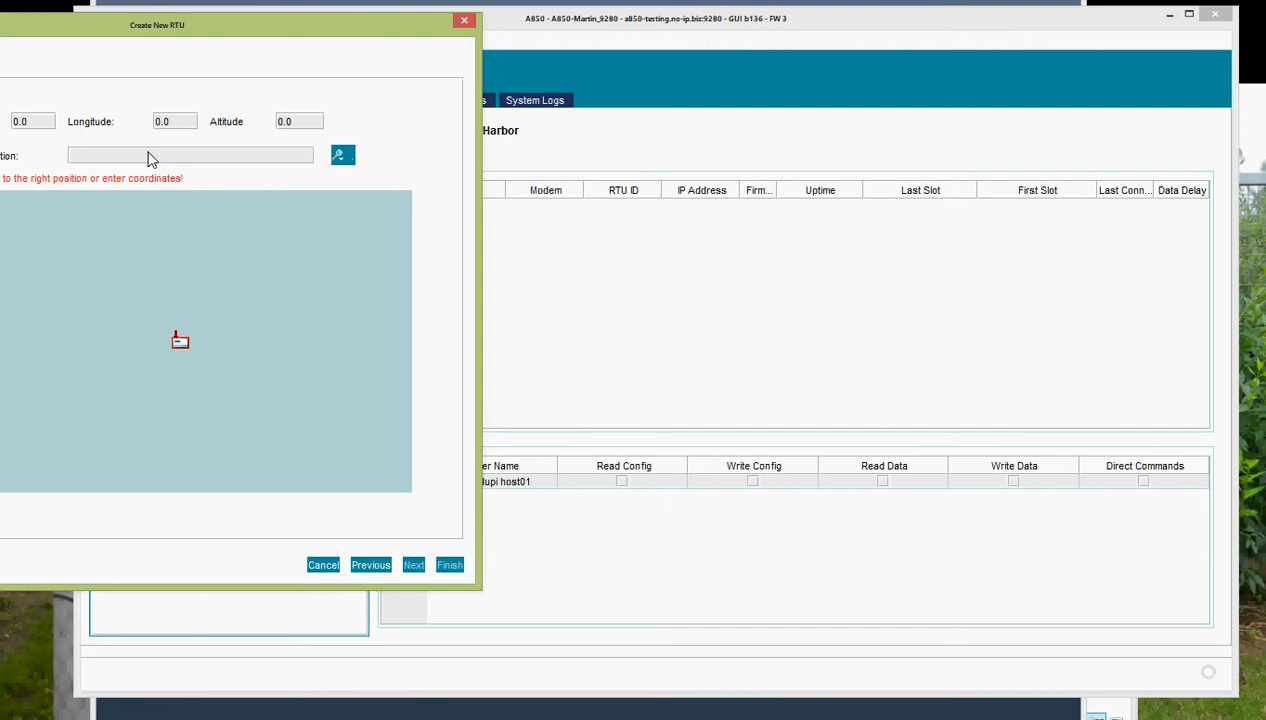 Create New RTU
A850 - A850-Martin_9280 - a850-testing.no-ip.biz:9280 - GUI b136 - FW 3
System Logs
0.0 Longitude: 0.0 Altitude 0.0
Harbor
tion:
to the right position or enter coordinates!
Modem RTU ID IP Address Firm... Uptime Last Slot First Slot Last Conn... Data Delay
er Name Read Config Write Config Read Data Write Data Direct Commands
lupi host01
Cancel Previous Next Finish